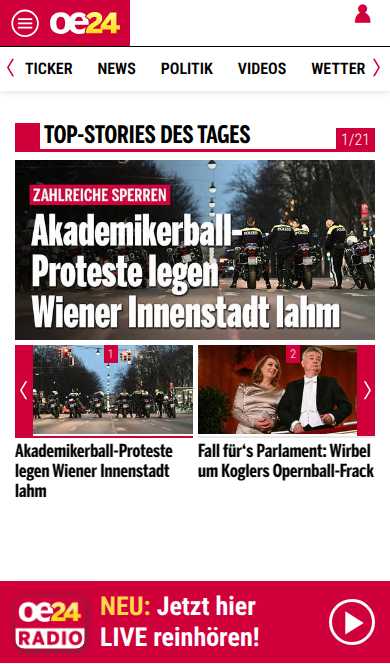 oe24
TICKER NEWS POLITIK VIDEOS WETTER
TOP-STORIES DES TAGES
1/21
ZAHLREICHE SPERREN
Akademikerball-
Proteste legen
Wiener Innenstadt lahm
1
2
Akademikerball-Proteste
legen Wiener Innenstadt
lahm
Fall für‘s Parlament: Wirbel
um Koglers Opernball-Frack
oe24
RADIO
NEU: Jetzt hier
LIVE reinhören!